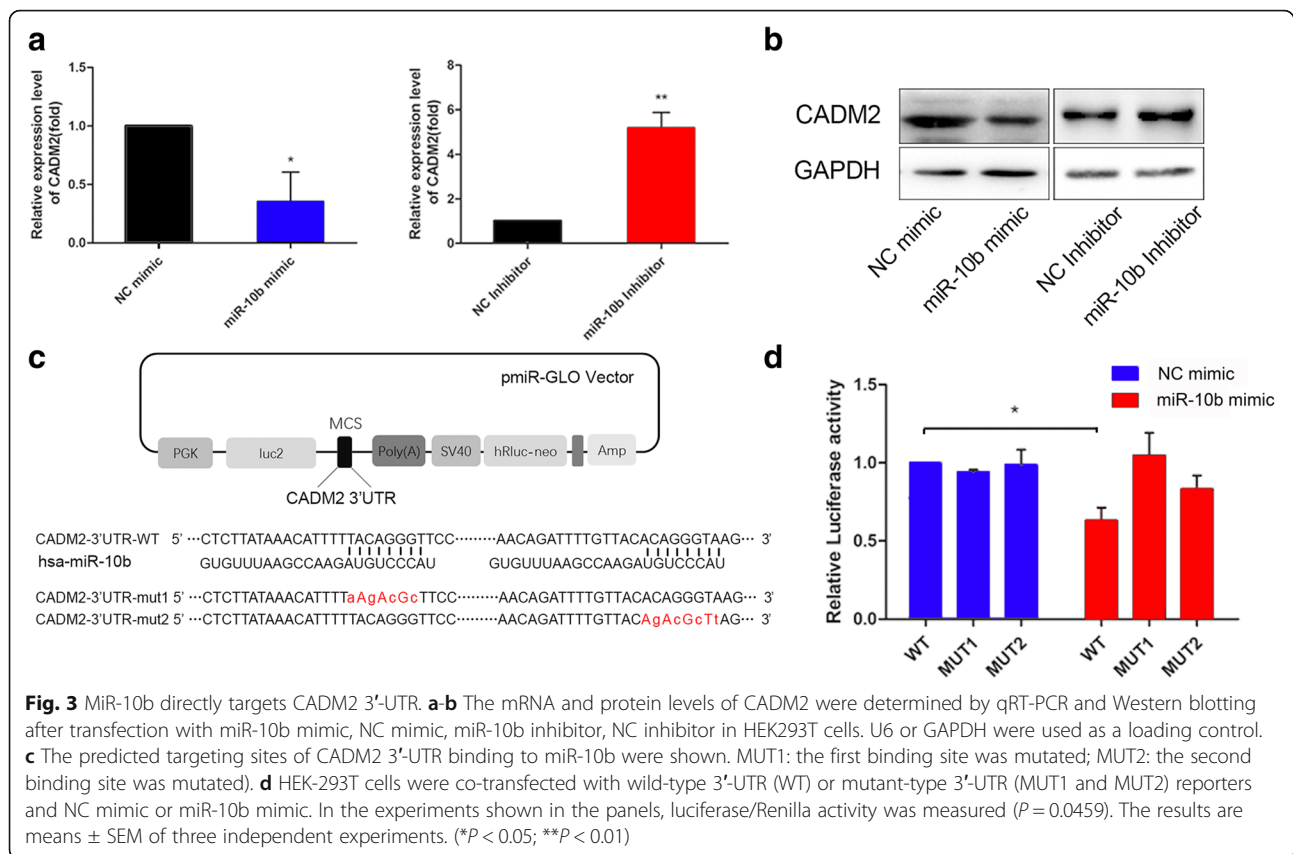 a
Relative expression level
of CADM2(fold)
1.5
1.0
0.5
0.0
*
NC mimic
miR-10b mimic
Relative expression level
of CADM2(fold)
8
6
4
2
0
**
NC Inhibitor
miR-10b Inhibitor
b
CADM2
GAPDH
NC mimic
miR-10b mimic
NC Inhibitor
miR-10b Inhibitor
c
pmiR-GLO Vector
MCS
PGK
luc2
Poly(A)
SV40
hRluc-neo
Amp
CADM2 3'UTR
CADM2-3'UTR-WT 5' ···CTCTTATAAACATTTTTACAGGGTTCC·········AACAGATTTTGTTACACAGGGTAAG··· 3'
hsa-miR-10b GUGUUUAAGCCAAGAUGUCCCAU GUGUUUAAGCCAAGAUGUCCCAU
CADM2-3'UTR-mut1 5' ···CTCTTATAAACATTTTaAgAcGcTTCC·········AACAGATTTTGTTACACAGGGTAAG··· 3'
CADM2-3'UTR-mut2 5' ···CTCTTATAAACATTTTTACAGGGTTCC·········AACAGATTTTGTTACAgAcGcTtAG··· 3'
d
NC mimic
miR-10b mimic
Relative Luciferase activity
1.5
1.0
0.5
0.0
*
WT
MUT1
MUT2
WT
MUT1
MUT2
Fig. 3 MiR-10b directly targets CADM2 3′-UTR. a-b The mRNA and protein levels of CADM2 were determined by qRT-PCR and Western blotting
after transfection with miR-10b mimic, NC mimic, miR-10b inhibitor, NC inhibitor in HEK293T cells. U6 or GAPDH were used as a loading control.
c The predicted targeting sites of CADM2 3′-UTR binding to miR-10b were shown. MUT1: the first binding site was mutated; MUT2: the second
binding site was mutated). d HEK-293T cells were co-transfected with wild-type 3′-UTR (WT) or mutant-type 3′-UTR (MUT1 and MUT2) reporters
and NC mimic or miR-10b mimic. In the experiments shown in the panels, luciferase/Renilla activity was measured (P = 0.0459). The results are
means ± SEM of three independent experiments. (*P < 0.05; **P < 0.01)